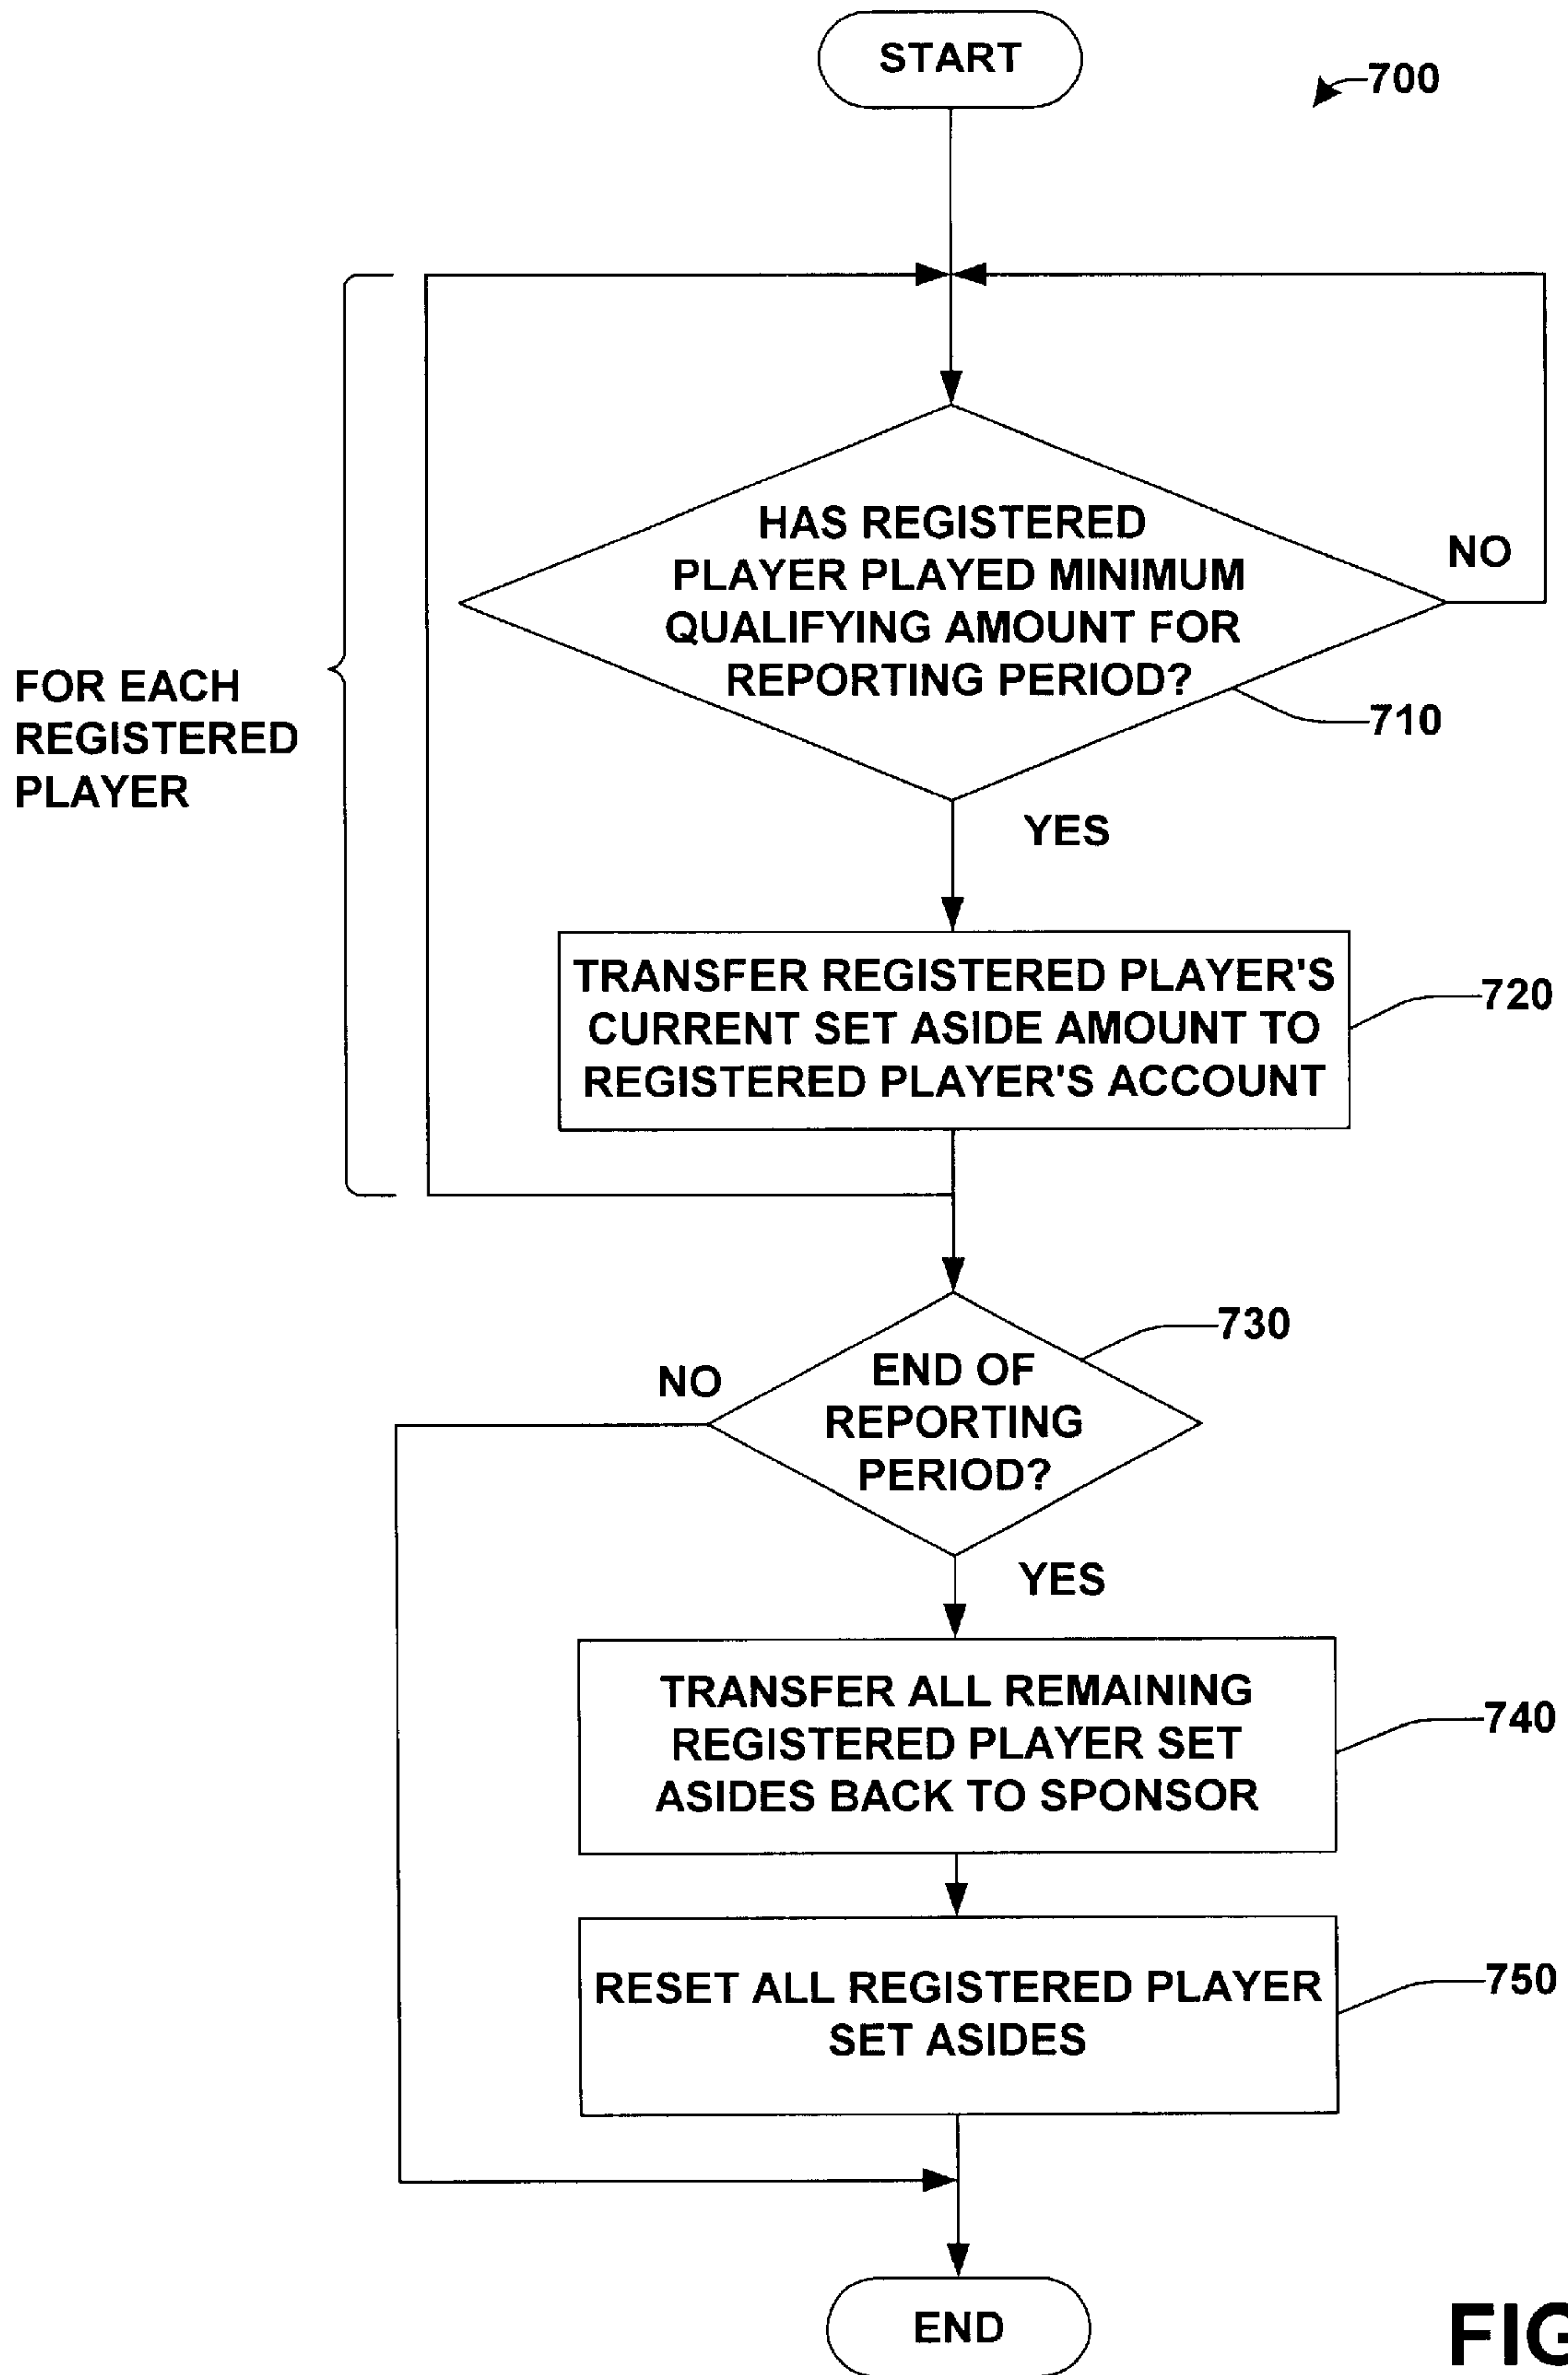 START
700
HAS REGISTERED
PLAYER PLAYED MINIMUM
QUALIFYING AMOUNT FOR
REPORTING PERIOD?
NO
710
FOR EACH
REGISTERED
PLAYER
YES
TRANSFER REGISTERED PLAYER'S
CURRENT SET ASIDE AMOUNT TO
REGISTERED PLAYER'S ACCOUNT
720
730
NO
END OF
REPORTING
PERIOD?
YES
TRANSFER ALL REMAINING
REGISTERED PLAYER SET
ASIDES BACK TO SPONSOR
740
RESET ALL REGISTERED PLAYER
SET ASIDES
750
END